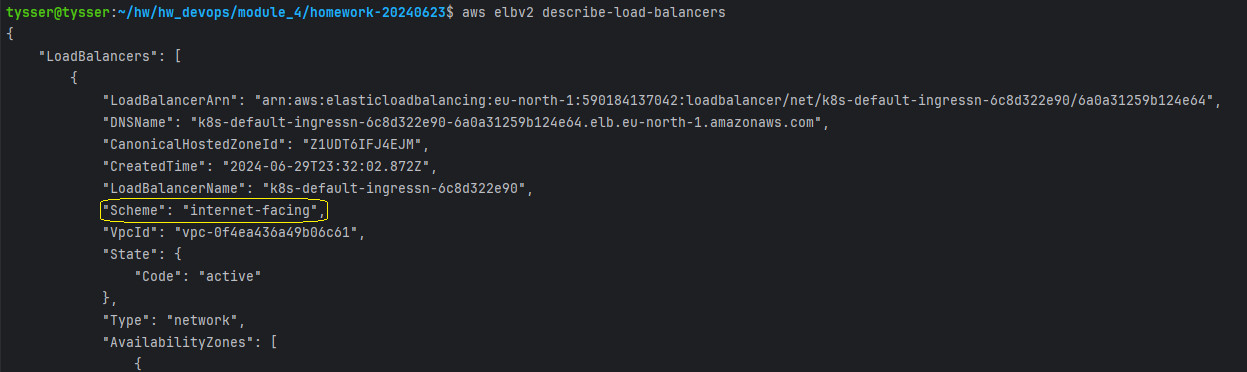 tysser@tysser:~/hw/hw_devops/module_4/homework-20240623$ aws elbv2 describe-load-balancers
{
    "LoadBalancers": [
        {
            "LoadBalancerArn": "arn:aws:elasticloadbalancing:eu-north-1:590184137042:loadbalancer/net/k8s-default-ingressn-6c8d322e90/6a0a31259b124e64",
            "DNSName": "k8s-default-ingressn-6c8d322e90-6a0a31259b124e64.elb.eu-north-1.amazonaws.com",
            "CanonicalHostedZoneId": "Z1UDT6IFJ4EJM",
            "CreatedTime": "2024-06-29T23:32:02.872Z",
            "LoadBalancerName": "k8s-default-ingressn-6c8d322e90",
            "Scheme": "internet-facing",
            "VpcId": "vpc-0f4ea436a49b06c61",
            "State": {
                "Code": "active"
            },
            "Type": "network",
            "AvailabilityZones": [
                {